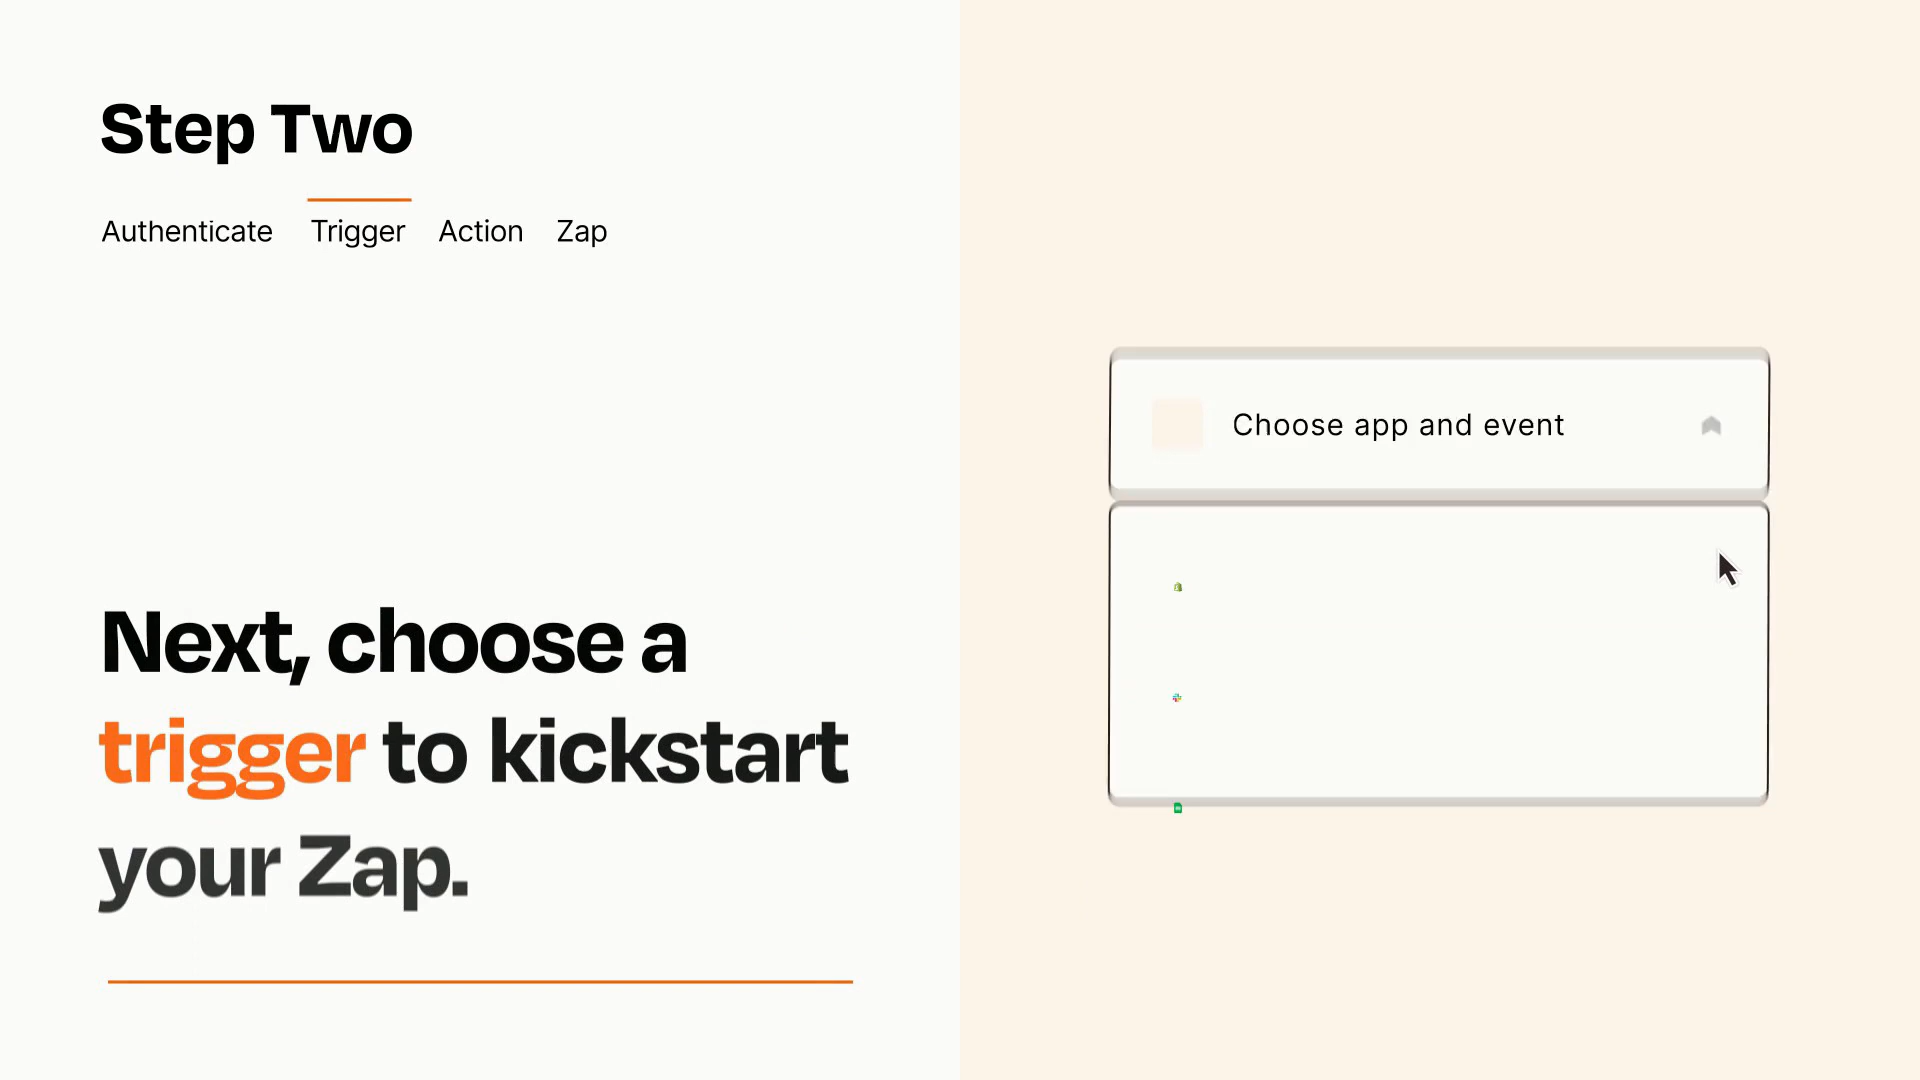 Step Two
Authenticate Trigger Action Zap
Next, choose a
trigger to kickstart
your Zap.
Choose app and event